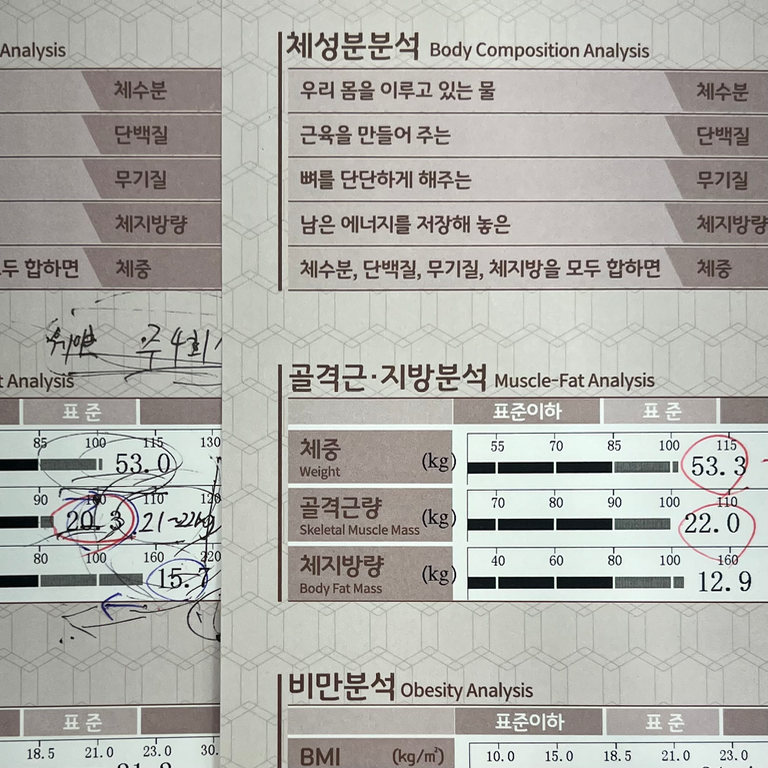 Analysis
체수분
단백질
무기질
체지방량
모두 합하면 체중
주 4회
Analysis
표 준
85 100 115 130
53.0
90 100 110 120
20.3 21~22kg
80 100 160 220
15.7
표 준
18.5 21.0 23.0 30.
체성분분석 Body Composition Analysis
우리 몸을 이루고 있는 물 체수분
근육을 만들어 주는 단백질
뼈를 단단하게 해주는 무기질
남은 에너지를 저장해 놓은 체지방량
체수분, 단백질, 무기질, 체지방을 모두 합하면 체중
골격근·지방분석 Muscle-Fat Analysis
표준이하 표 준
체중 Weight (kg) 55 70 85 100 115
53.3
골격근량 Skeletal Muscle Mass (kg) 70 80 90 100 110
22.0
체지방량 Body Fat Mass (kg) 40 60 80 100 160
12.9
비만분석 Obesity Analysis
표준이하 표 준
BMI (kg/㎡) 10.0 15.0 18.5 21.0 23.0